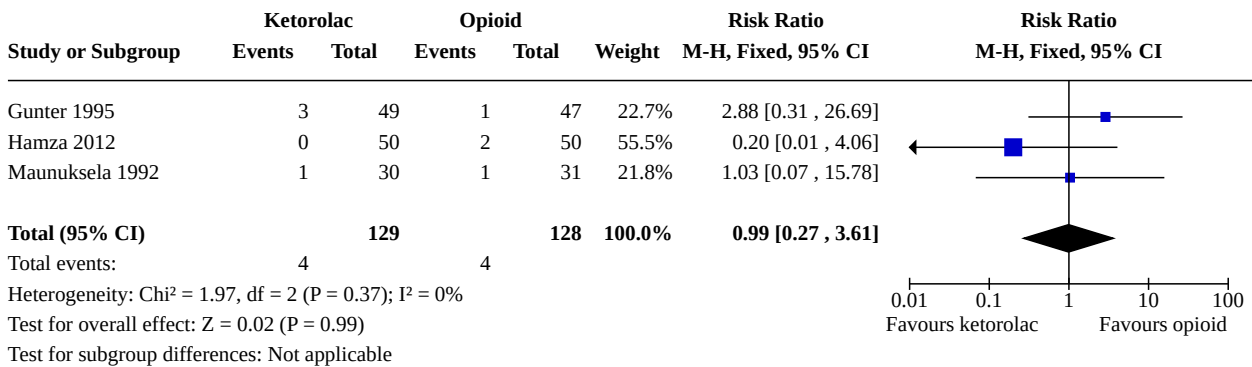 Ketorolac Opioid Risk Ratio Risk Ratio
Study or Subgroup Events Total Events Total Weight M-H, Fixed, 95% CI M-H, Fixed, 95% CI
Gunter 1995 3 49 1 47 22.7% 2.88 [0.31 , 26.69]
Hamza 2012 0 50 2 50 55.5% 0.20 [0.01 , 4.06]
Maunuksela 1992 1 30 1 31 21.8% 1.03 [0.07 , 15.78]
Total (95% CI) 129 128 100.0% 0.99 [0.27 , 3.61]
Total events: 4 4
Heterogeneity: Chi² = 1.97, df = 2 (P = 0.37); I² = 0%
0.01 0.1 1 10 100
Test for overall effect: Z = 0.02 (P = 0.99)
Favours ketorolac Favours opioid
Test for subgroup differences: Not applicable